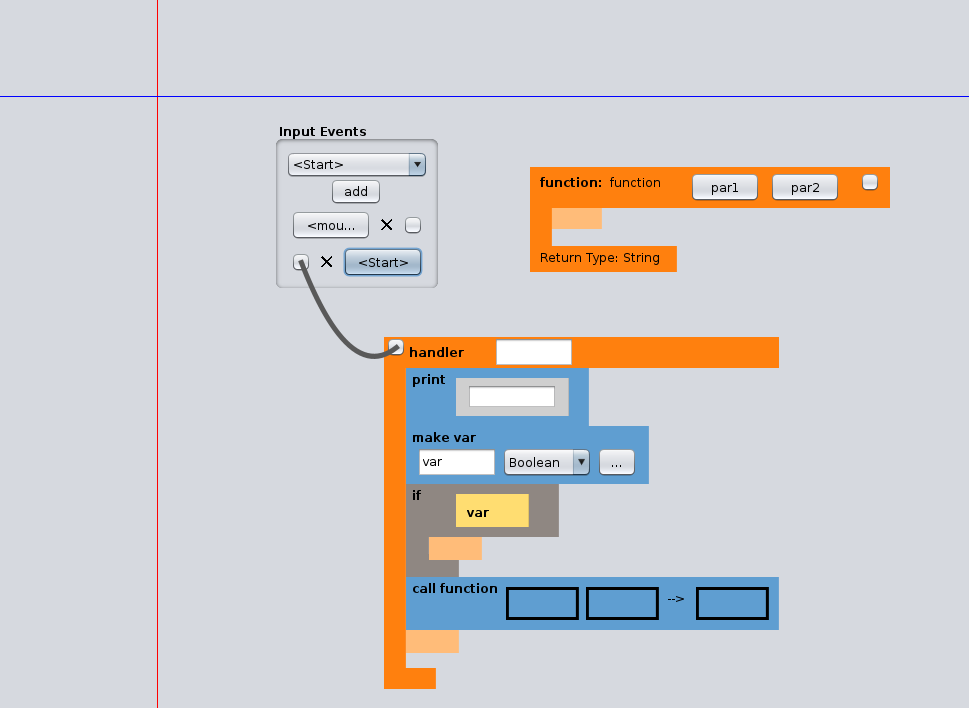 Input Events
<Start>
add
<mou...
<Start>
function: function par1 par2
Return Type: String
handler
print
make var
var Boolean ...
if
var
call function -->